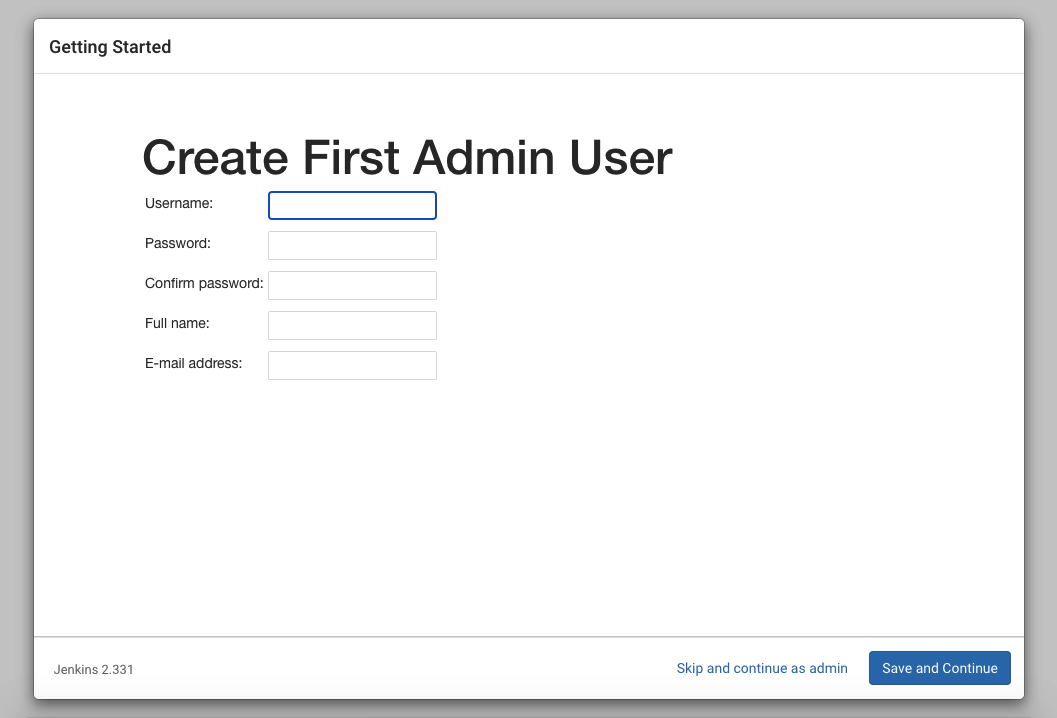 Getting Started
Create First Admin User
Username:
Password:
Confirm password:
Full name:
E-mail address:
Jenkins 2.331
Skip and continue as admin
Save and Continue